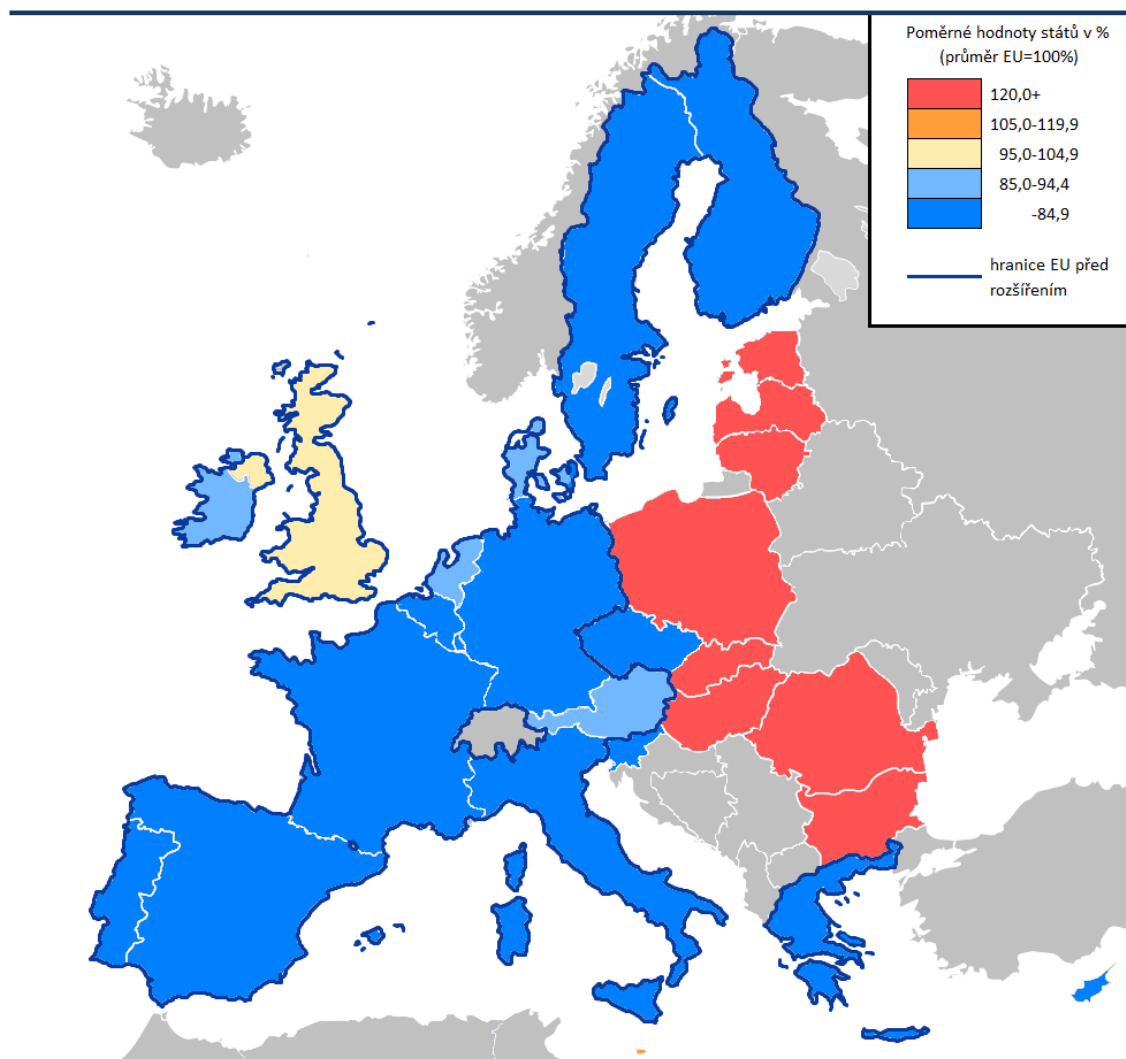 Poměrné hodnoty států v %
(průměr EU=100%)
120,0+
105,0-119,9
95,0-104,9
85,0-94,4
-84,9
hranice EU před
rozšířením